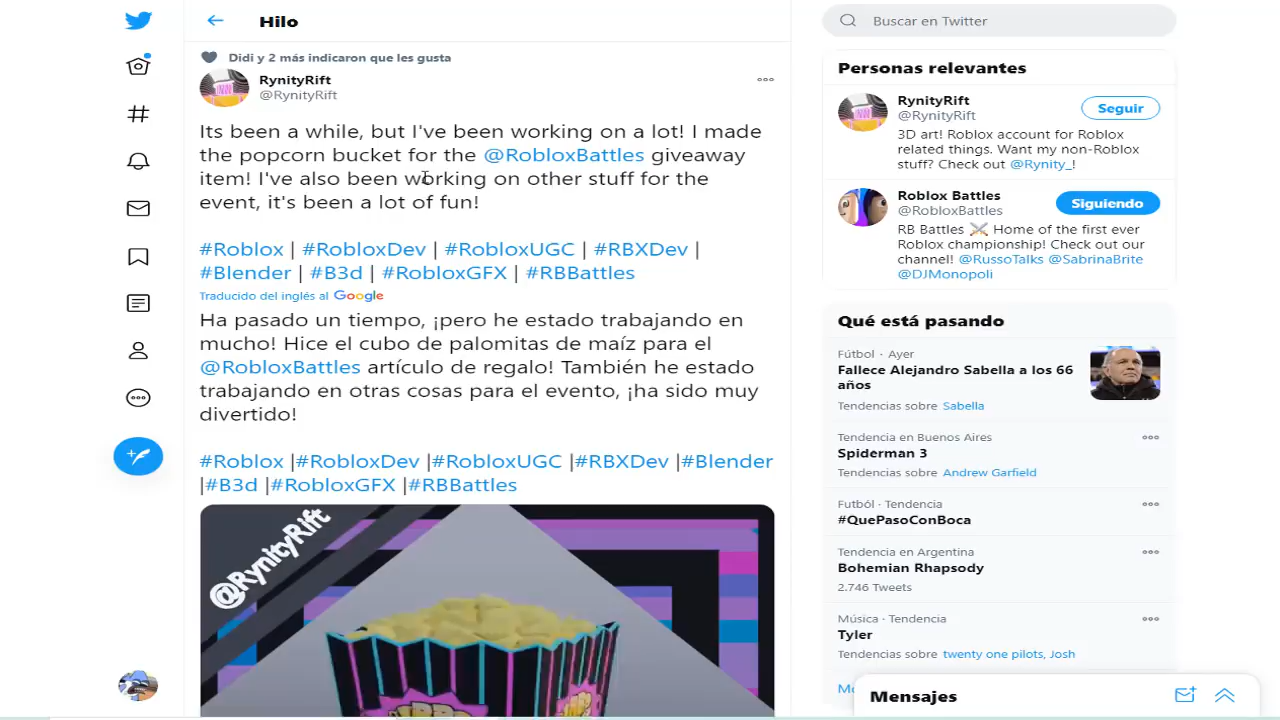 Hilo
Didi y 2 más indicaron que les gusta
RynityRift
@RynityRift
Its been a while, but I've been working on a lot! I made
the popcorn bucket for the @RobloxBattles giveaway
item! I've also been working on other stuff for the
event, it's been a lot of fun!
#Roblox | #RobloxDev | #RobloxUGC | #RBXDev |
#Blender | #B3d | #RobloxGFX | #RBBattles
Traducido del inglés al Google
Ha pasado un tiempo, ¡pero he estado trabajando en
mucho! Hice el cubo de palomitas de maíz para el
@RobloxBattles artículo de regalo! También he estado
trabajando en otras cosas para el evento, ¡ha sido muy
divertido!
#Roblox |#RobloxDev |#RobloxUGC |#RBXDev |#Blender
|#B3d |#RobloxGFX |#RBBattles
@RynityRift
Buscar en Twitter
Personas relevantes
RynityRift
@RynityRift
Seguir
3D art! Roblox account for Roblox
related things. Want my non-Roblox
stuff? Check out @Rynity_!
Roblox Battles
@RobloxBattles
Siguiendo
RB Battles ⚔ Home of the first ever
Roblox championship! Check out our
channel! @RussoTalks @SabrinaBrite
@DJMonopoli
Qué está pasando
Fútbol · Ayer
Fallece Alejandro Sabella a los 66
años
Tendencias sobre Sabella
Tendencia en Buenos Aires
Spiderman 3
Tendencias sobre Andrew Garfield
Futból · Tendencia
#QuePasoConBoca
Tendencia en Argentina
Bohemian Rhapsody
2.746 Tweets
Música · Tendencia
Tyler
Tendencias sobre twenty one pilots, Josh
Mensajes